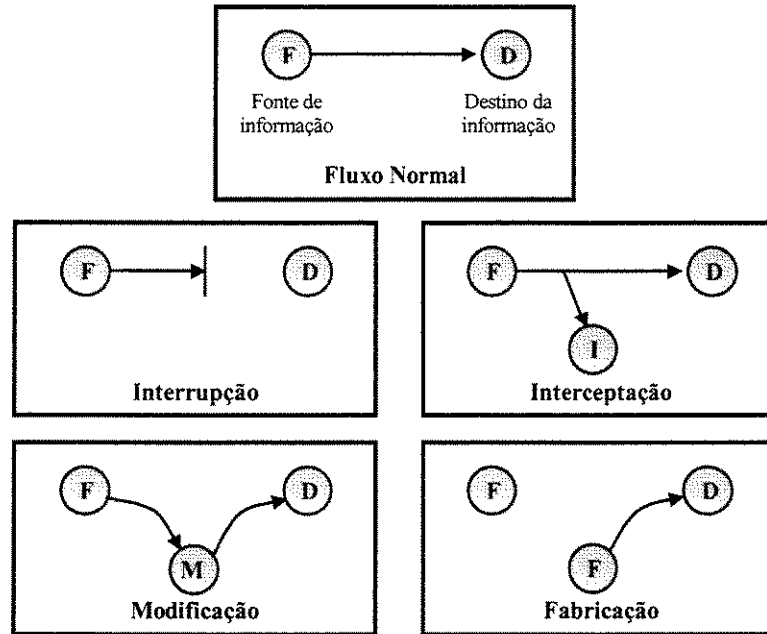 F D
Fonte de informação Destino da informação
Fluxo Normal
F D
Interrupção
F D
I
Interceptação
F D
M
Modificação
F D
F
Fabricação